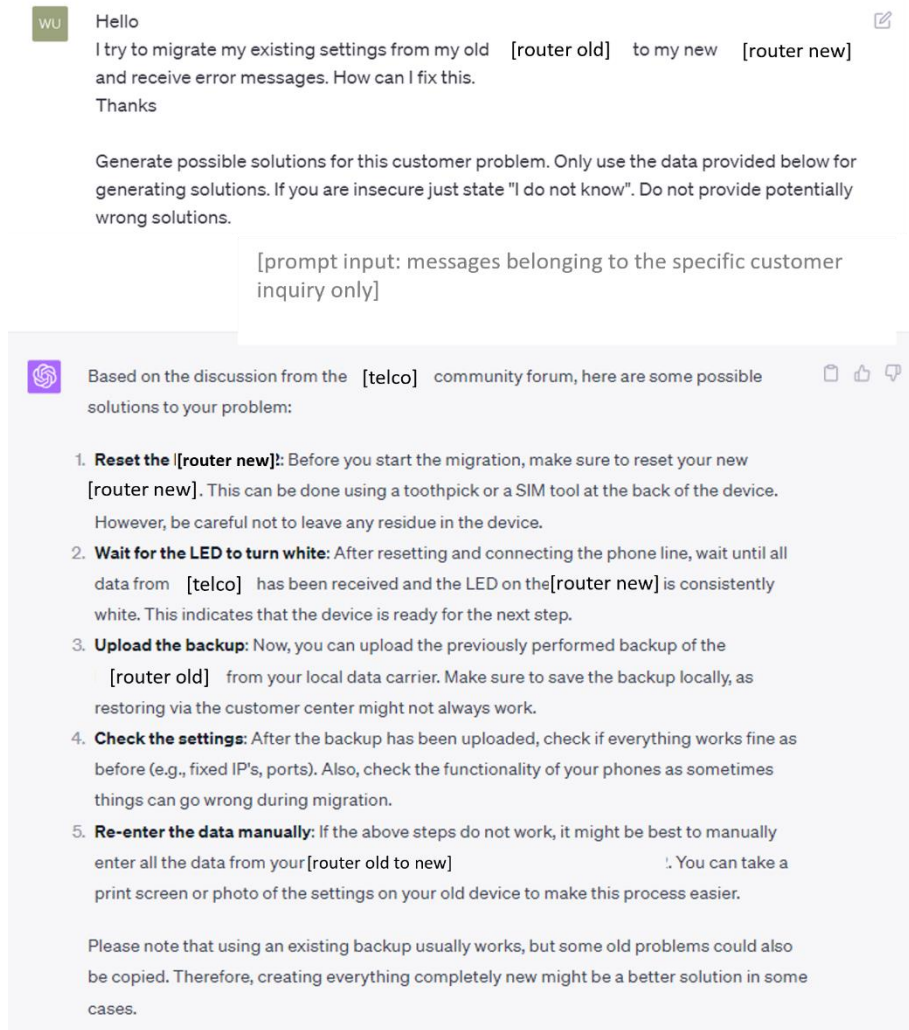 WU
Hello
I try to migrate my existing settings from my old [router old] to my new [router new]
and receive error messages. How can I fix this.
Thanks
Generate possible solutions for this customer problem. Only use the data provided below for
generating solutions. If you are insecure just state "I do not know". Do not provide potentially
wrong solutions.
[prompt input: messages belonging to the specific customer
inquiry only]
Based on the discussion from the [telco] community forum, here are some possible
solutions to your problem:
1. Reset the [router new]: Before you start the migration, make sure to reset your new
[router new]. This can be done using a toothpick or a SIM tool at the back of the device.
However, be careful not to leave any residue in the device.
2. Wait for the LED to turn white: After resetting and connecting the phone line, wait until all
data from [telco] has been received and the LED on the [router new] is consistently
white. This indicates that the device is ready for the next step.
3. Upload the backup: Now, you can upload the previously performed backup of the
[router old] from your local data carrier. Make sure to save the backup locally, as
restoring via the customer center might not always work.
4. Check the settings: After the backup has been uploaded, check if everything works fine as
before (e.g., fixed IP's, ports). Also, check the functionality of your phones as sometimes
things can go wrong during migration.
5. Re-enter the data manually: If the above steps do not work, it might be best to manually
enter all the data from your [router old to new] . You can take a
print screen or photo of the settings on your old device to make this process easier.
Please note that using an existing backup usually works, but some old problems could also
be copied. Therefore, creating everything completely new might be a better solution in some
cases.